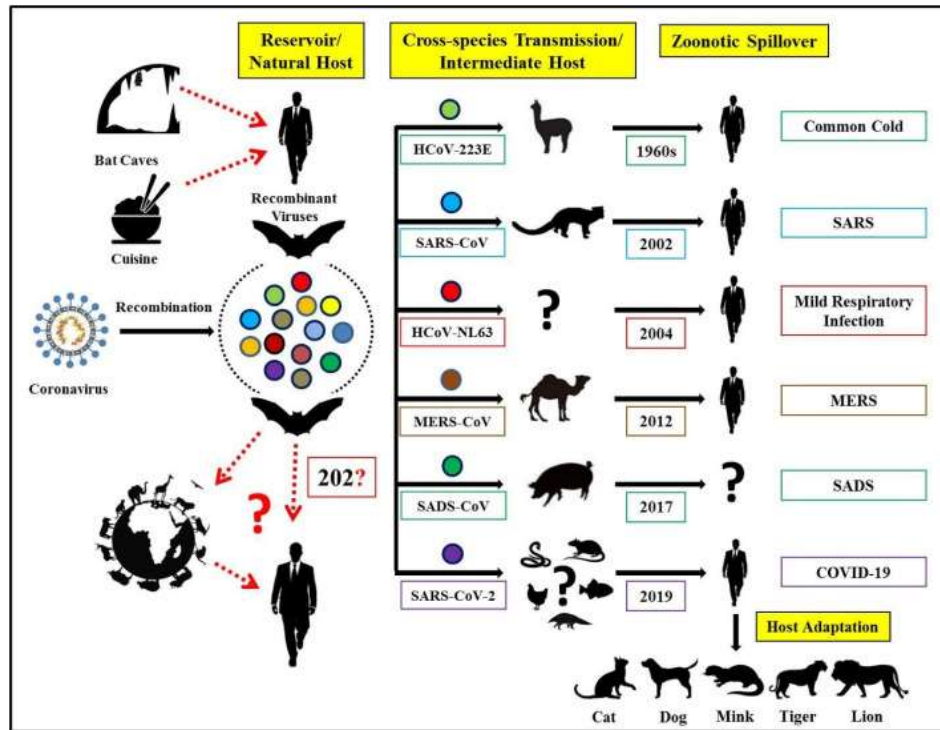 Reservoir/
Natural Host
Cross-species Transmission/
Intermediate Host
Zoonotic Spillover
Bat Caves
Cuisine
Recombinant
Viruses
Recombination
Coronavirus
202?
?
HCoV-223E
1960s
Common Cold
SARS-CoV
2002
SARS
HCoV-NL63
?
2004
Mild Respiratory
Infection
MERS-CoV
2012
MERS
SADS-CoV
2017
?
SADS
SARS-CoV-2
?
2019
COVID-19
Host Adaptation
Cat
Dog
Mink
Tiger
Lion